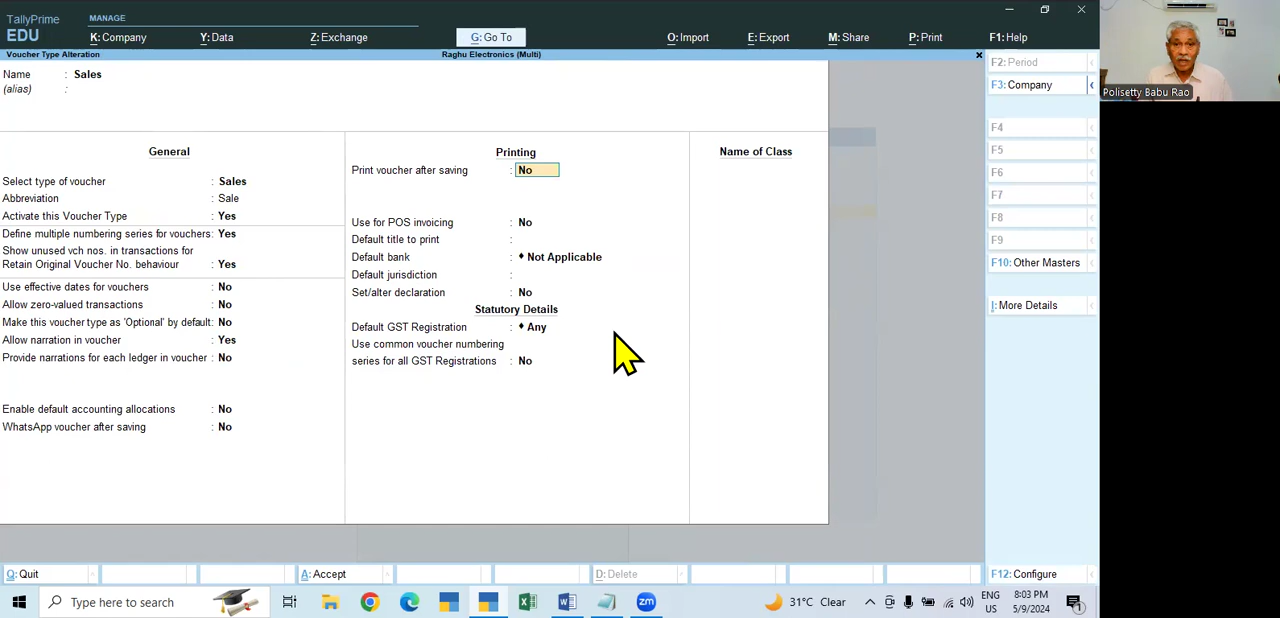 TallyPrime
EDU
MANAGE
K: Company
Y: Data
Z: Exchange
G: Go To
O: Import
E: Export
M: Share
P: Print
F1: Help
Voucher Type Alteration
Raghu Electronics (Multi)
Name : Sales
(alias) :
General
Select type of voucher : Sales
Abbreviation : Sale
Activate this Voucher Type : Yes
Define multiple numbering series for vouchers: Yes
Show unused vch nos. in transactions for
Retain Original Voucher No. behaviour : Yes
Use effective dates for vouchers : No
Allow zero-valued transactions : No
Make this voucher type as 'Optional' by default: No
Allow narration in voucher : Yes
Provide narrations for each ledger in voucher : No
Enable default accounting allocations : No
WhatsApp voucher after saving : No
Printing
Print voucher after saving : No
Use for POS invoicing : No
Default title to print :
Default bank : ♦ Not Applicable
Default jurisdiction :
Set/alter declaration : No
Statutory Details
Default GST Registration : ♦ Any
Use common voucher numbering
series for all GST Registrations : No
Name of Class
F2: Period
F3: Company
F4
F5
F6
F7
F8
F9
F10: Other Masters
I: More Details
F12: Configure
Q: Quit
A: Accept
D: Delete
Polisetty Babu Rao
Type here to search
zm
31°C Clear
ENG
US
8:03 PM
5/9/2024